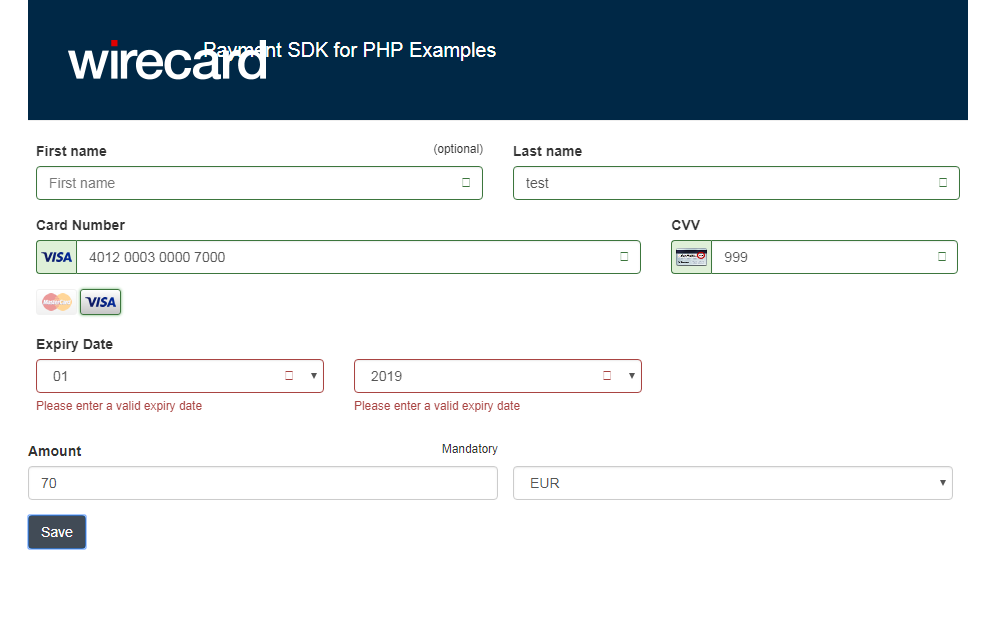 wirecard
Payment SDK for PHP Examples
First name (optional)
First name
Last name
test
Card Number
VISA 4012 0003 0000 7000
CVV
999
MasterCard VISA
Expiry Date
01 2019
Please enter a valid expiry date Please enter a valid expiry date
Amount Mandatory
70 EUR
Save